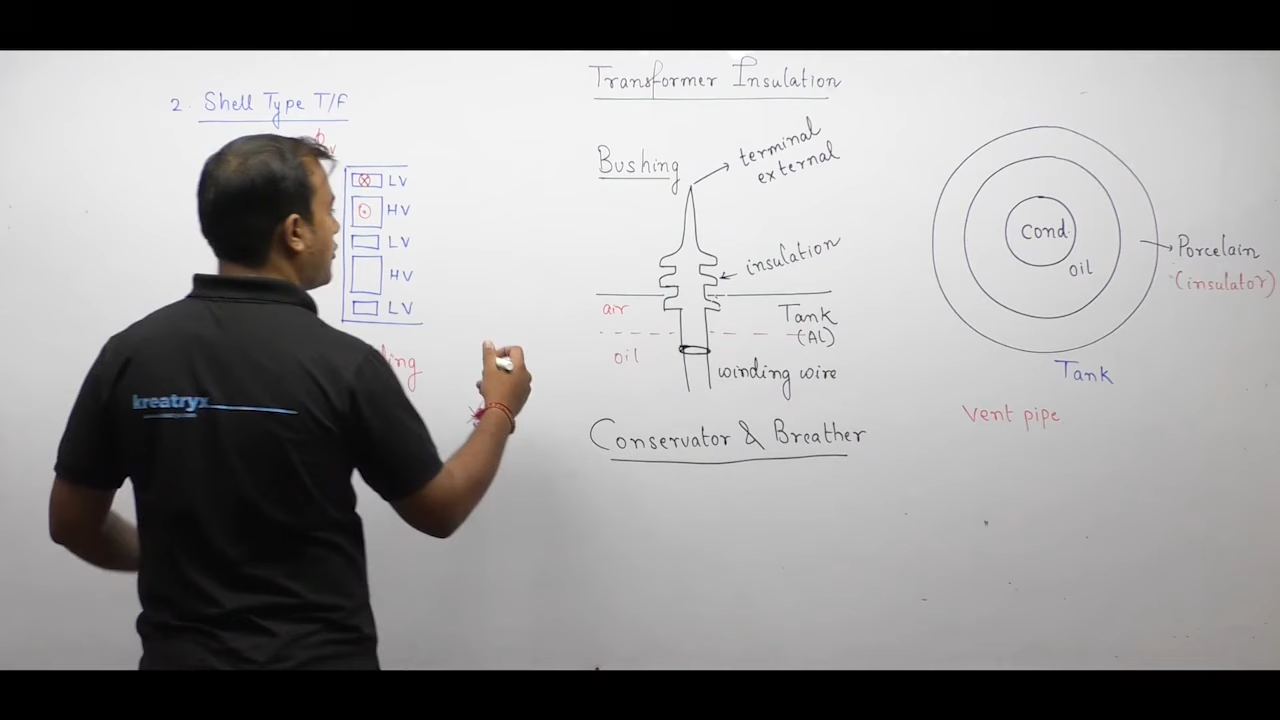 2. Shell Type T/F
LV
HV
LV
HV
LV
kreatryx
Transformer Insulation
Bushing
terminal
external
insulation
air
Tank
(AL)
oil
winding wire
Conservator & Breather
Cond.
oil
Porcelain
(insulator)
Tank
Vent pipe